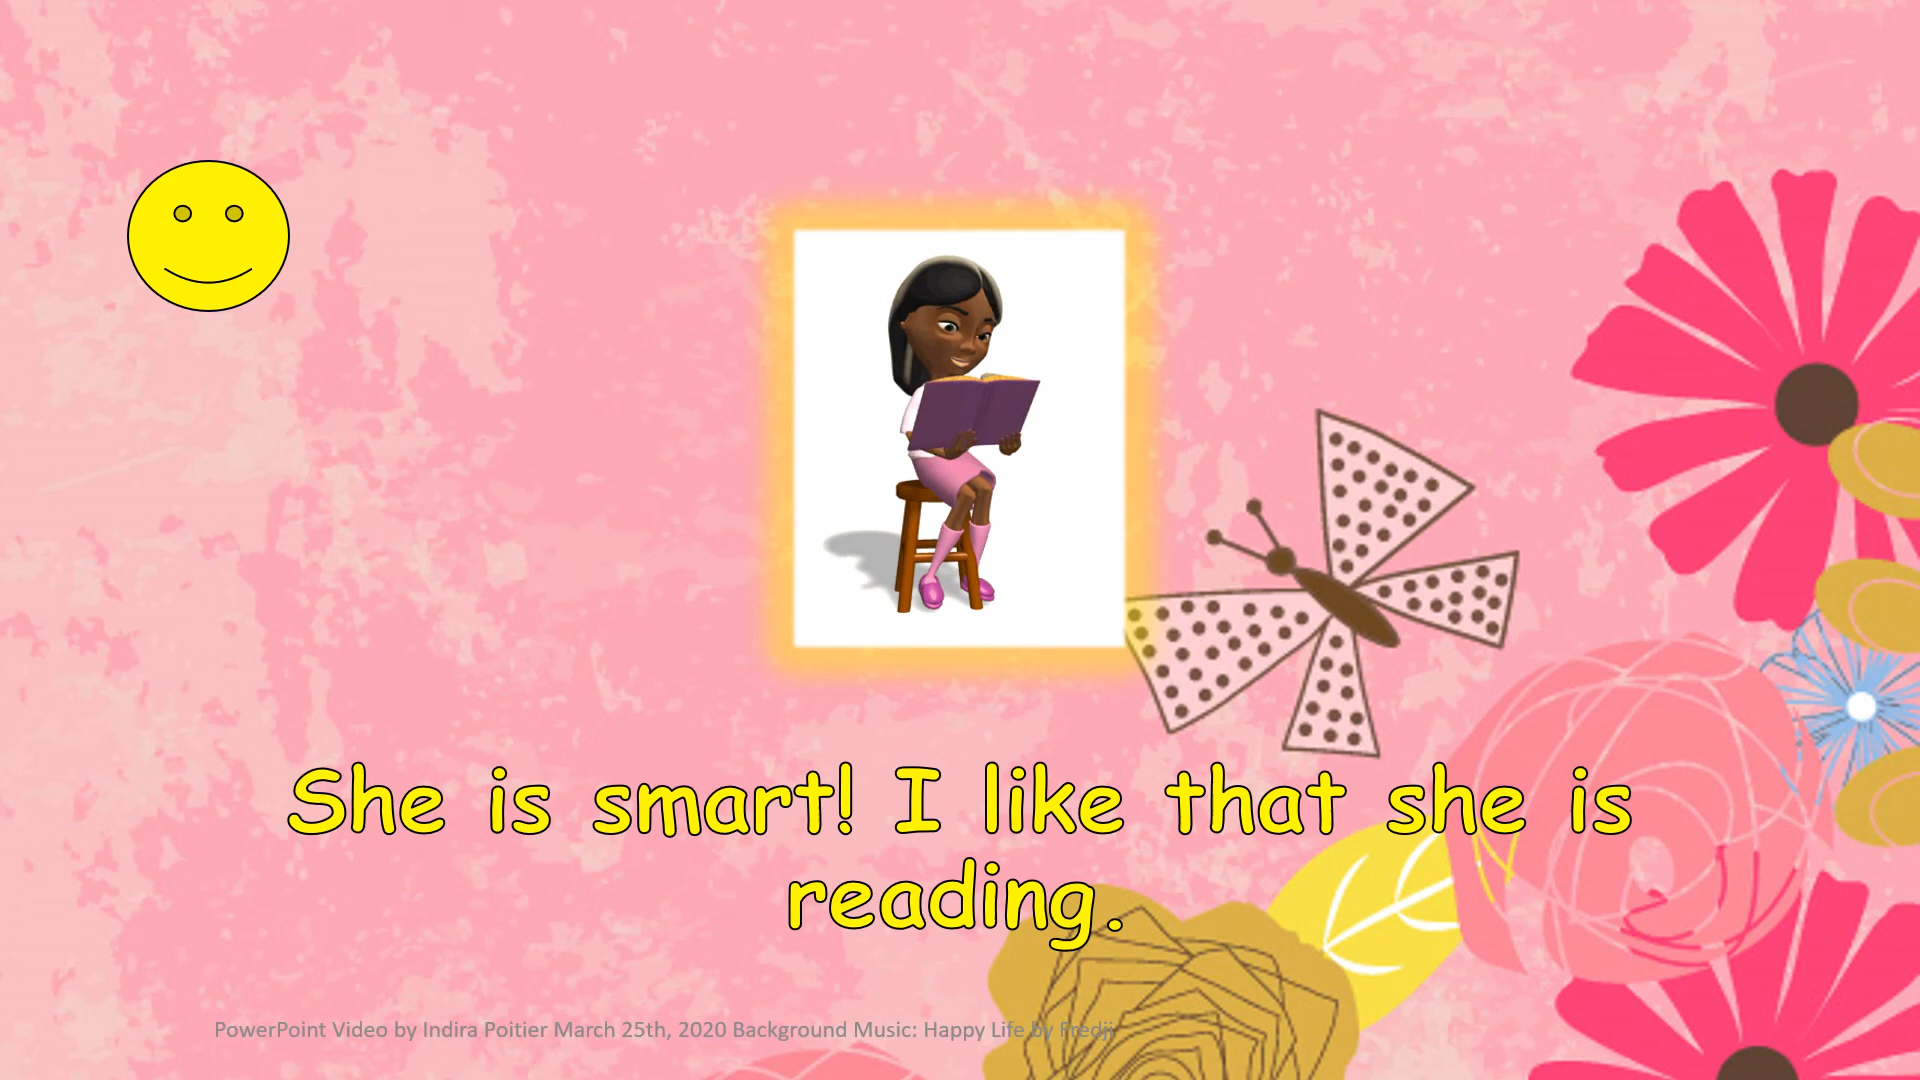 She is smart! I like that she is
reading.
PowerPoint Video by Indira Poitier March 25th, 2020 Background Music: Happy Life by Fredji